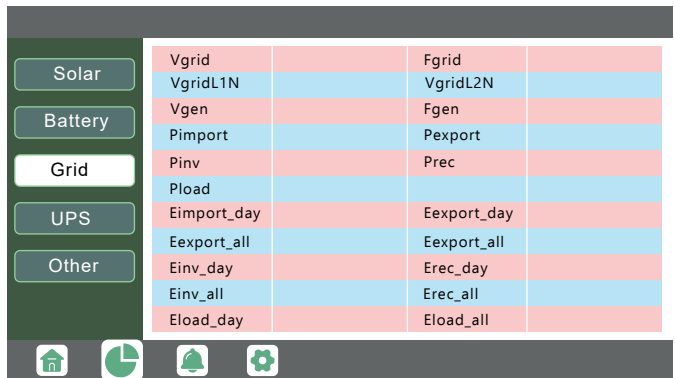 Solar
Battery
Grid
UPS
Other
Vgrid Fgrid
VgridL1N VgridL2N
Vgen Fgen
Pimport Pexport
Pinv Prec
Pload
Eimport_day Eexport_day
Eexport_all Eexport_all
Einv_day Erec_day
Einv_all Erec_all
Eload_day Eload_all